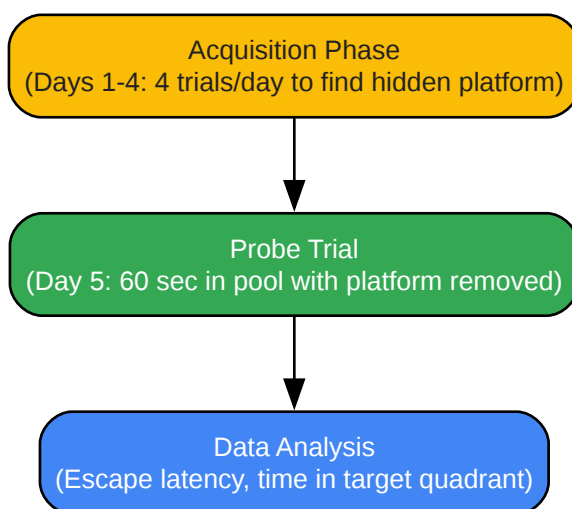 Acquisition Phase
(Days 1-4: 4 trials/day to find hidden platform)
Probe Trial
(Day 5: 60 sec in pool with platform removed)
Data Analysis
(Escape latency, time in target quadrant)